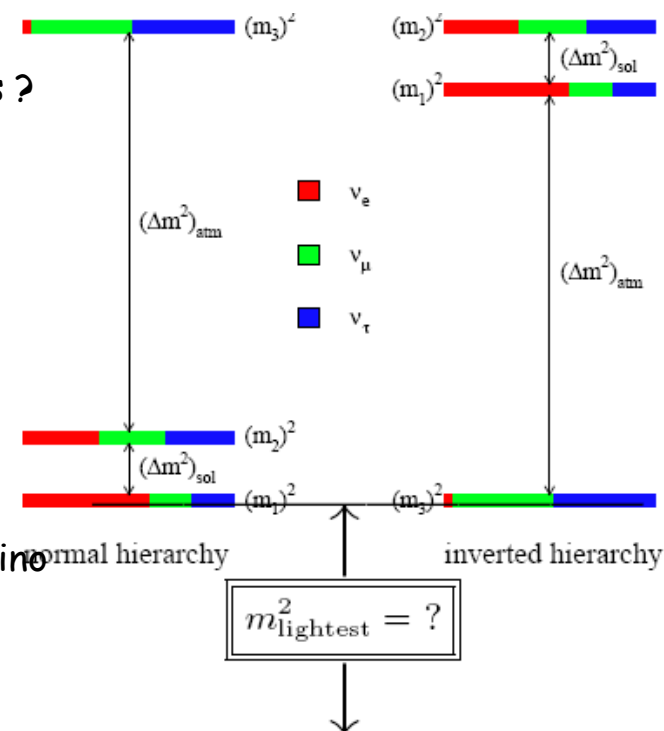 (m₃)²
(m₂)²
(Δm²)sol
s ?
(m₁)²
νe
(Δm²)atm
νμ
(Δm²)atm
ντ
(m₂)²
(Δm²)sol
(m₁)²
(m₃)²
ino
normal hierarchy
inverted hierarchy
m²lightest = ?